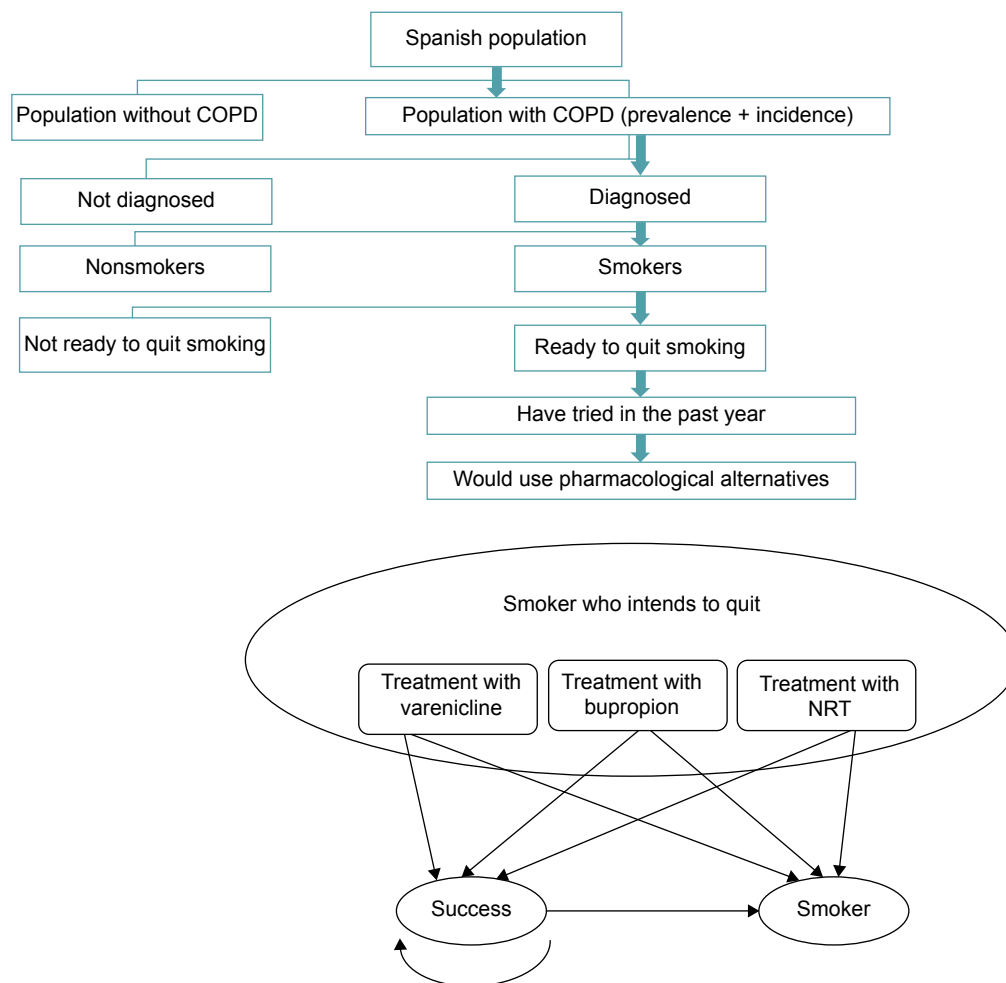 Spanish population
Population without COPD
Population with COPD (prevalence + incidence)
Not diagnosed
Diagnosed
Nonsmokers
Smokers
Not ready to quit smoking
Ready to quit smoking
Have tried in the past year
Would use pharmacological alternatives
Smoker who intends to quit
Treatment with
varenicline
Treatment with
bupropion
Treatment with
NRT
Success
Smoker